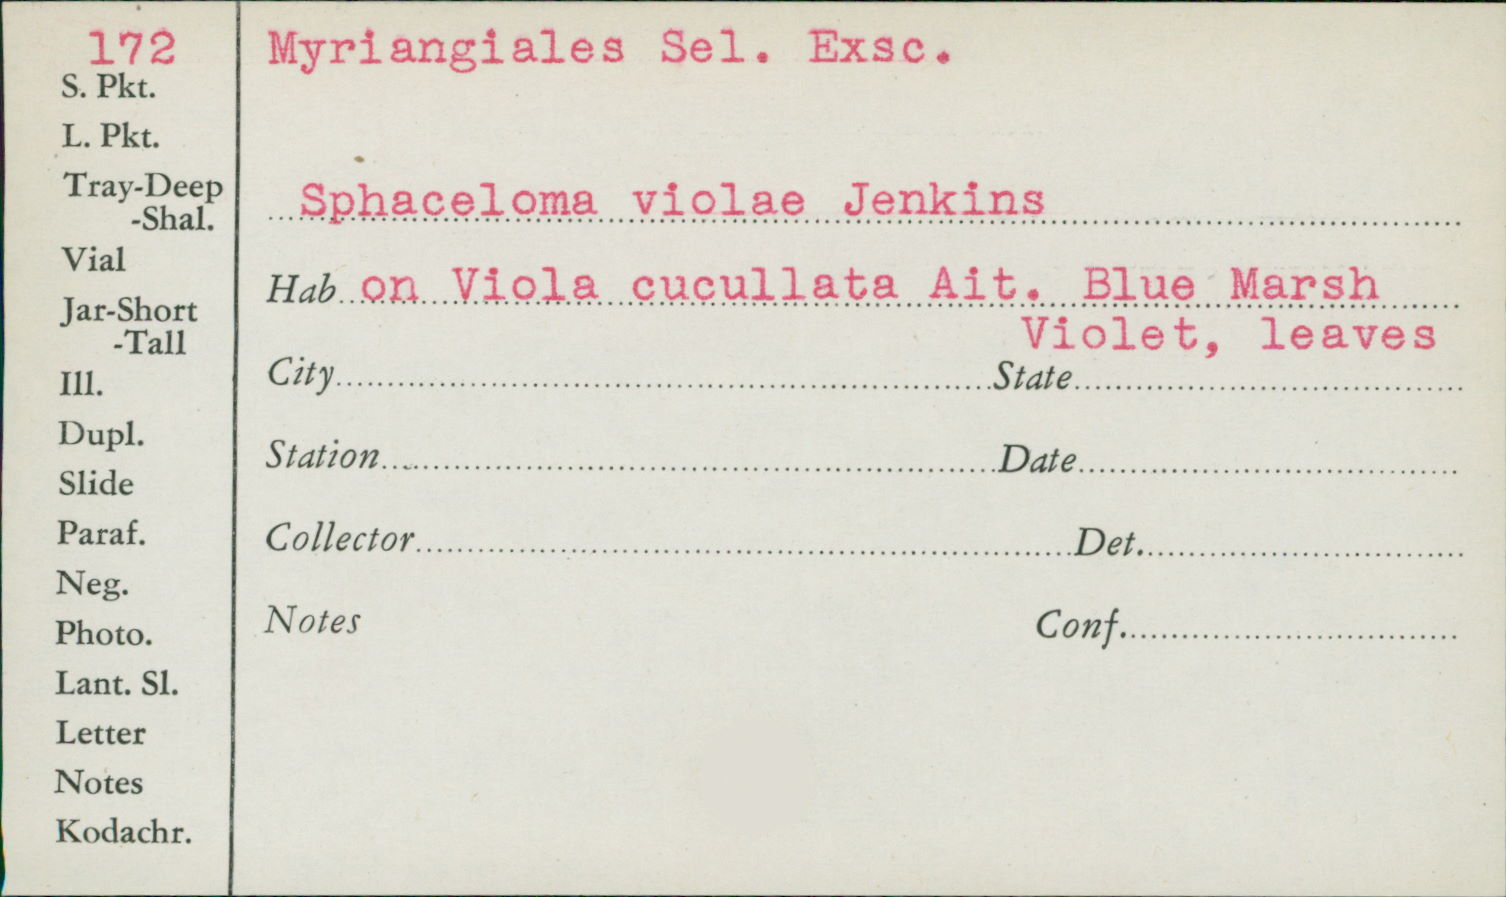 172
S. Pkt.
L. Pkt.
Tray-Deep
-Shal.
Vial
Jar-Short
-Tall
Ill.
Dupl.
Slide
Paraf.
Neg.
Photo.
Lant. Sl.
Letter
Notes
Kodachr.
Myriangiales Sel. Exsc.
Sphaceloma violae Jenkins
Hab. on Viola cucullata Ait. Blue Marsh
Violet, leaves
City State
Station Date
Collector Det.
Notes Conf.